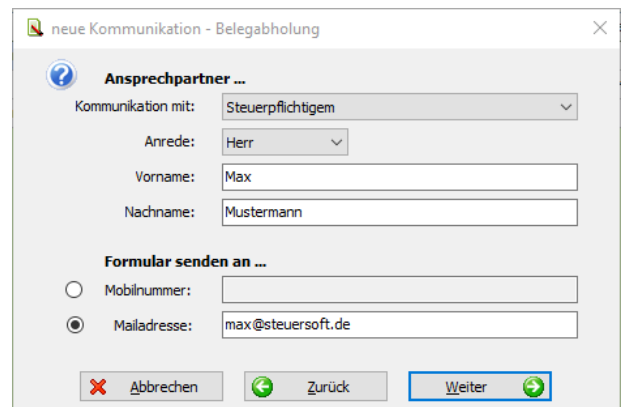 neue Kommunikation - Belegabholung
Ansprechpartner ...
Kommunikation mit: Steuerpflichtigem
Anrede: Herr
Vorname: Max
Nachname: Mustermann
Formular senden an ...
Mobilnummer:
Mailadresse: max@steuersoft.de
Abbrechen Zurück Weiter